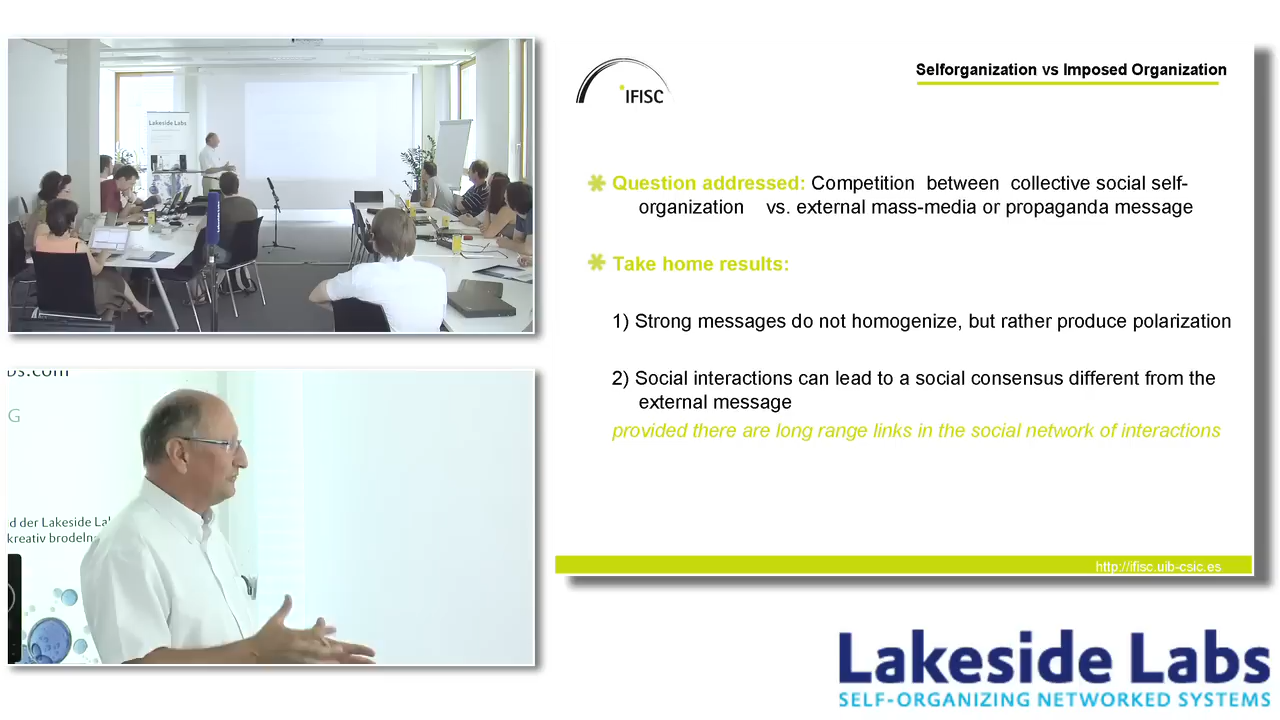 Lakeside Labs
bs.com
G
d der Lakeside La
kreativ brodeln
IFISC
Selforganization vs Imposed Organization
Question addressed: Competition between collective social self-
organization vs. external mass-media or propaganda message
Take home results:
1) Strong messages do not homogenize, but rather produce polarization
2) Social interactions can lead to a social consensus different from the
external message
provided there are long range links in the social network of interactions
http://ifisc.uib-csic.es
Lakeside Labs
SELF-ORGANIZING NETWORKED SYSTEMS